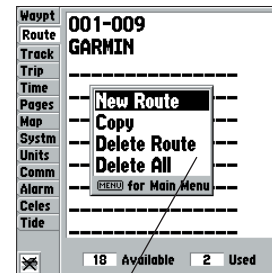 Waypt
Route
Track
Trip
Time
Pages
Map
Systm
Units
Comm
Alarm
Celes
Tide
001-009
GARMIN
New Route
Copy
Delete Route
Delete All
MENU for Main Menu
18 Available 2 Used